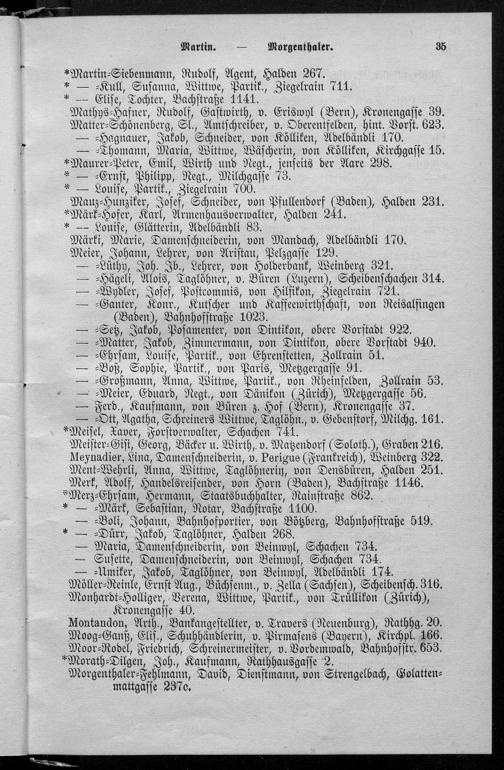 Martin. — Morgenthaler. 35
*Martin-Siebenmann, Rudolf, Agent, Halden 267.
* — -Kull, Susanna, Wittwe, Partik., Ziegelrain 711.
* — Elise, Tochter, Bachstraße 1141.
Mathys-Hafner, Rudolf, Gastwirth, v. Eriswyl (Bern), Kronengasse 39.
Matter-Schönenberg, Sl., Amtschreiber, v. Oberentfelden, hint. Vorst. 623.
— -Hagnauer, Jakob, Schneider, von Kölliken, Adelbändli 170.
— -Thomann, Maria, Wittwe, Wäscherin, von Kölliken, Kirchgasse 15.
*Maurer-Peter, Emil, Wirth und Negt., jenseits der Aare 298.
* — -Ernst, Philipp, Negt., Milchgasse 73.
* — Louise, Partik., Ziegelrain 700.
Mauz-Hunziker, Josef, Schneider, von Pfullendorf (Baden), Halden 231.
*Märk-Hofer, Karl, Armenhausverwalter, Halden 241.
* — Louise, Glätterin, Adelbändli 83.
Märki, Marie, Damenschneiderin, von Mandach, Adelbändli 170.
Meier, Johann, Lehrer, von Aristau, Pelzgasse 129.
— -Lüthy, Joh. Jb., Lehrer, von Holderbank, Weinberg 321.
— -Hägeli, Alois, Taglöhner, v. Büren (Luzern), Scheibenschachen 314.
— -Wydler, Josef, Postcommis, von Hilfikon, Ziegelrain 721.
— -Ganter, Konr., Kutscher und Kaffeewirthschaft, von Reiselfingen
(Baden), Bahnhofstraße 1023.
— -Setz, Jakob, Posamenter, von Dintikon, obere Vorstadt 922.
— -Matter, Jakob, Zimmermann, von Dintikon, obere Vorstadt 940.
— -Ehrsam, Louise, Partik., von Ehrenstetten, Zollrain 51.
— -Boß, Sophie, Partik., von Paris, Metzgergasse 91.
— -Großmann, Anna, Wittwe, Partik., von Rheinfelden, Zollrain 53.
— -Meier, Eduard, Negt., von Dänikon (Zürich), Metzgergasse 56.
— Ferd., Kaufmann, von Büren z. Hof (Bern), Kronengasse 37.
— -Ott, Agatha, Schreiners Wittwe, Taglöhn., v. Gebenstorf, Milchg. 161.
*Meisel, Xaver, Forstverwalter, Schachen 741.
Meister-Gisi, Georg, Bäcker u. Wirth, v. Matzendorf (Soloth.), Graben 216.
Meynadier, Lina, Damenschneiderin, v. Perigus (Frankreich), Weinberg 322.
Ment-Wehrli, Anna, Wittwe, Taglöhnerin, von Densbüren, Halden 251.
Merk, Adolf, Handelsreisender, von Horn (Baden), Bachstraße 1146.
*Merz-Ehrsam, Hermann, Staatsbuchhalter, Rainstraße 862.
* — -Märk, Sebastian, Notar, Bachstraße 1100.
— -Boli, Johann, Bahnhofportier, von Bötzberg, Bahnhofstraße 519.
* — -Dürr, Jakob, Taglöhner, Halden 268.
— Maria, Damenschneiderin, von Beinwyl, Schachen 734.
— Susette, Damenschneiderin, von Beinwyl, Schachen 734.
— -Umiker, Jakob, Taglöhner, von Beinwyl, Adelbändli 174.
Möller-Reinle, Ernst Aug., Büchsenm., v. Zella (Sachsen), Scheibensch. 316.
Monhardt-Holliger, Verena, Wittwe, Partik., von Trüllikon (Zürich),
Kronengasse 40.
Montandon, Arth., Bankangestellter, v. Travers (Neuenburg), Rathhg. 20.
Moog-Ganß, Elis., Schuhhändlerin, v. Pirmasens (Bayern), Kirchpl. 166.
Moor-Rodel, Friedrich, Schreinermeister, v. Vordemwald, Bahnhofstr. 653.
*Morath-Dilgen, Joh., Kaufmann, Rathhausgasse 2.
Morgenthaler-Fehlmann, David, Dienstmann, von Strengelbach, Golatten-
mattgasse 237c.